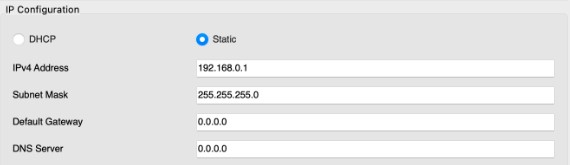 IP Configuration
DHCP Static
IPv4 Address 192.168.0.1
Subnet Mask 255.255.255.0
Default Gateway 0.0.0.0
DNS Server 0.0.0.0